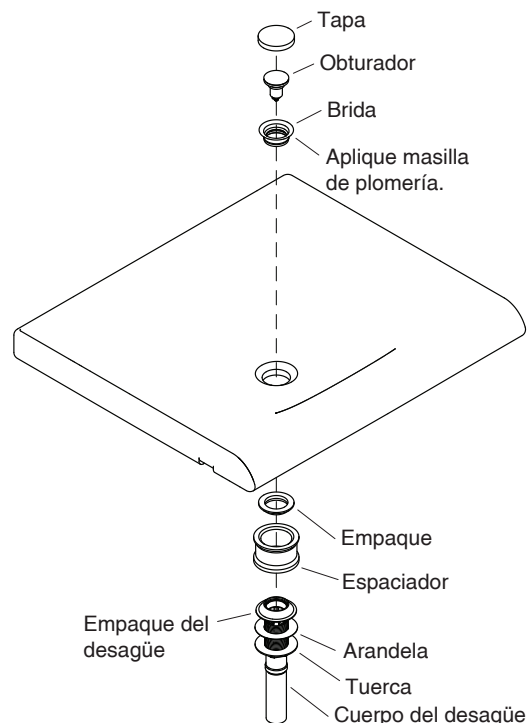 Tapa
Obturador
Brida
Aplique masilla
de plomería.
Empaque
Espaciador
Empaque del
desagüe
Arandela
Tuerca
Cuerpo del desagüe